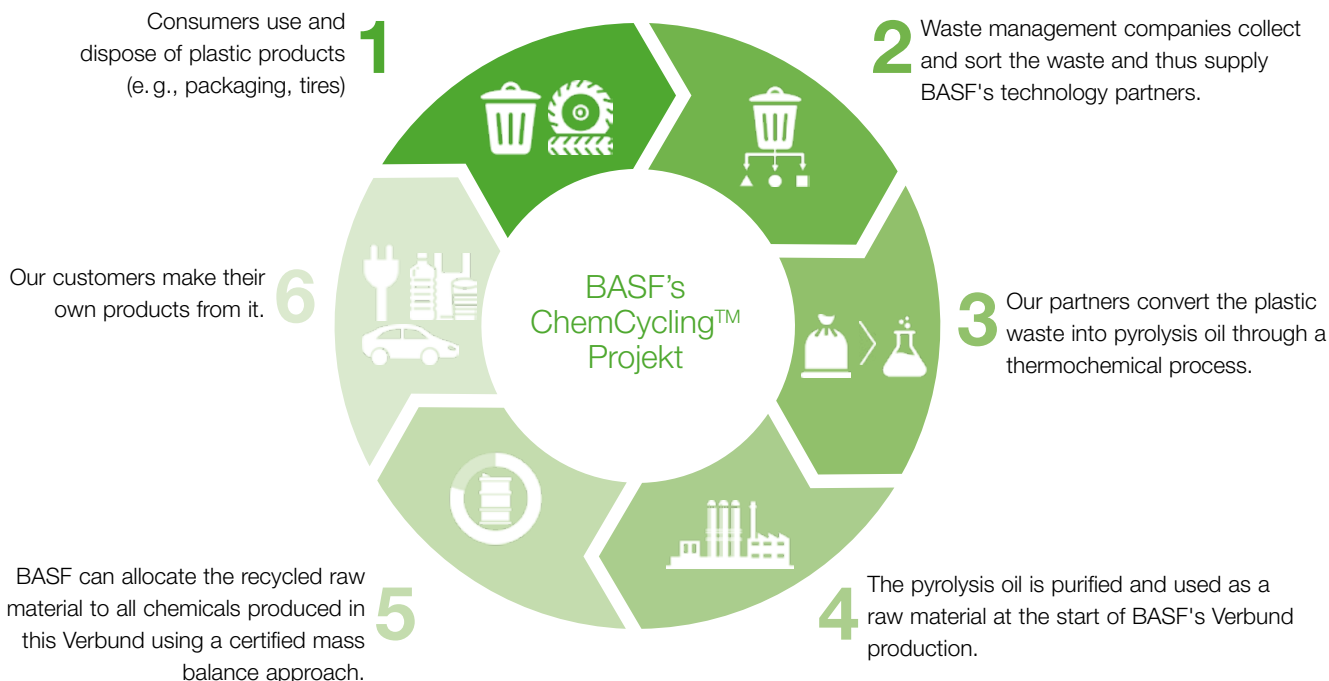 1
Consumers use and
dispose of plastic products
(e. g., packaging, tires)
2
Waste management companies collect
and sort the waste and thus supply
BASF's technology partners.
3
Our partners convert the plastic
waste into pyrolysis oil through a
thermochemical process.
4
The pyrolysis oil is purified and used as a
raw material at the start of BASF's Verbund
production.
5
BASF can allocate the recycled raw
material to all chemicals produced in
this Verbund using a certified mass
balance approach.
6
Our customers make their
own products from it.
BASF’s
ChemCycling™
Projekt